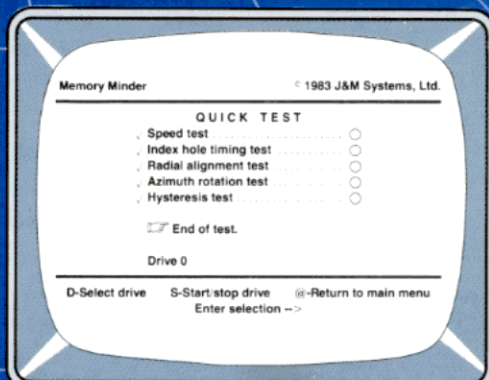 Memory Minder © 1983 J&M Systems, Ltd.
QUICK TEST
Speed test
Index hole timing test
Radial alignment test
Azimuth rotation test
Hysteresis test
☞ End of test.
Drive 0
D-Select drive S-Start/stop drive @-Return to main menu
Enter selection -->